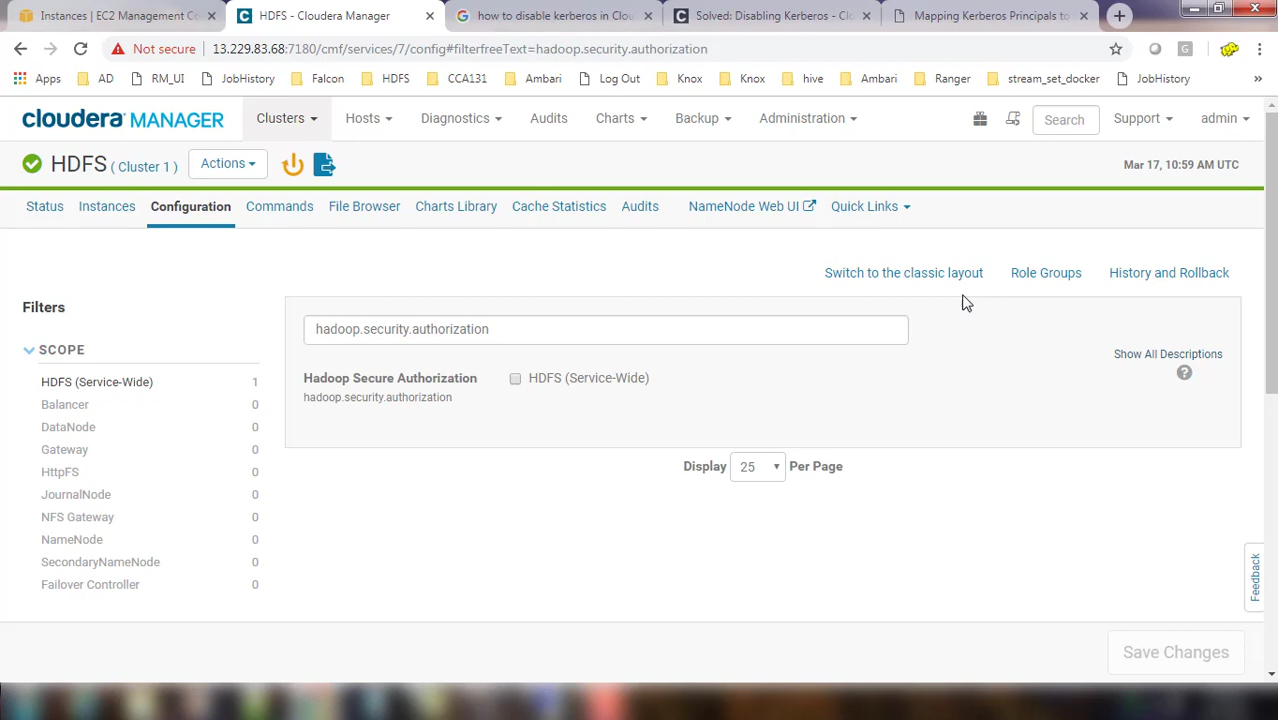 Instances | EC2 Management Co
HDFS - Cloudera Manager
how to disable kerberos in Clou
Solved: Disabling Kerberos - Clo
Mapping Kerberos Principals to
Not secure
13.229.83.68:7180/cmf/services/7/config#filterfreeText=hadoop.security.authorization
Apps AD RM_UI JobHistory Falcon HDFS CCA131 Ambari Log Out Knox Knox hive Ambari Ranger stream_set_docker JobHistory »
cloudera MANAGER Clusters Hosts Diagnostics Audits Charts Backup Administration Search Support admin
HDFS ( Cluster 1 ) Actions Mar 17, 10:59 AM UTC
Status Instances Configuration Commands File Browser Charts Library Cache Statistics Audits NameNode Web UI Quick Links
Switch to the classic layout Role Groups History and Rollback
Filters
SCOPE
HDFS (Service-Wide) 1
Balancer 0
DataNode 0
Gateway 0
HttpFS 0
JournalNode 0
NFS Gateway 0
NameNode 0
SecondaryNameNode 0
Failover Controller 0
hadoop.security.authorization
Show All Descriptions
?
Hadoop Secure Authorization HDFS (Service-Wide)
hadoop.security.authorization
Display 25 Per Page
Feedback
Save Changes